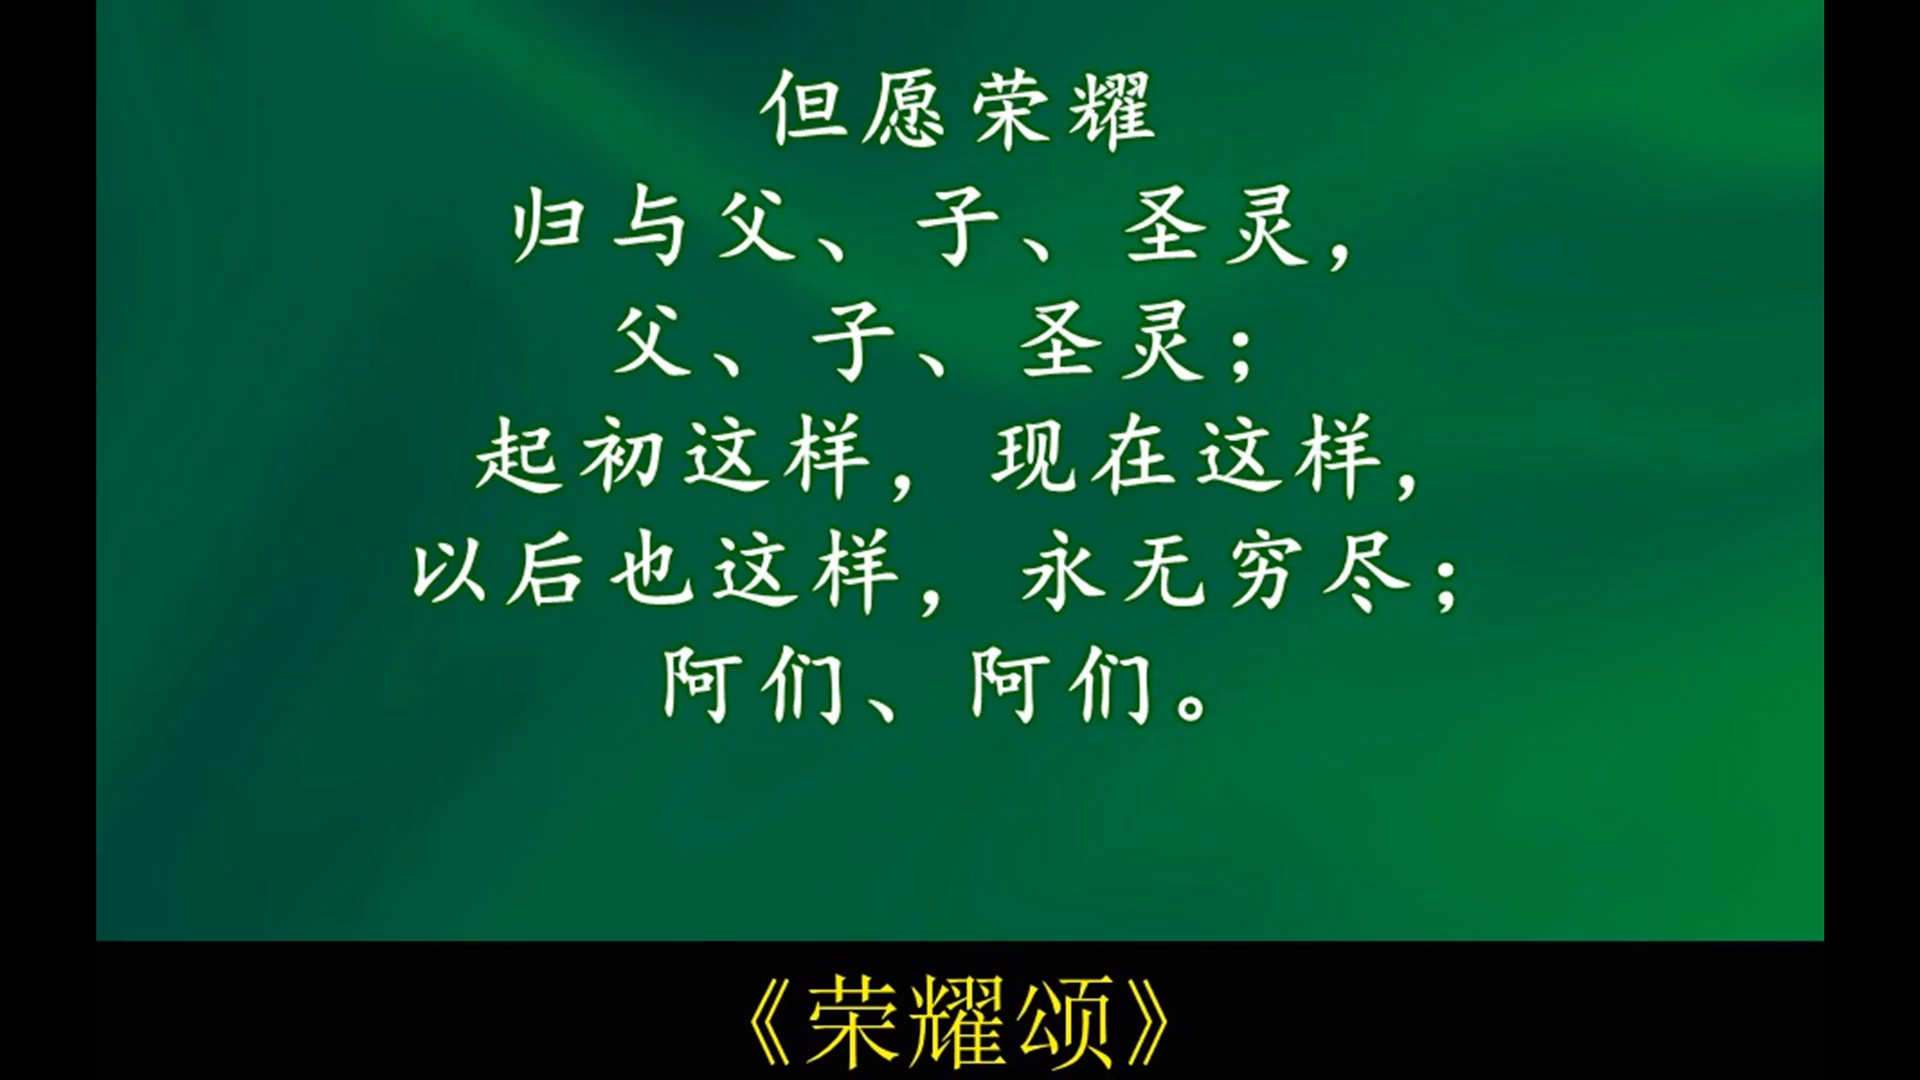 但愿荣耀
归与父、子、圣灵，
父、子、圣灵；
起初这样，现在这样，
以后也这样，永无穷尽；
阿们、阿们。
《荣耀颂》